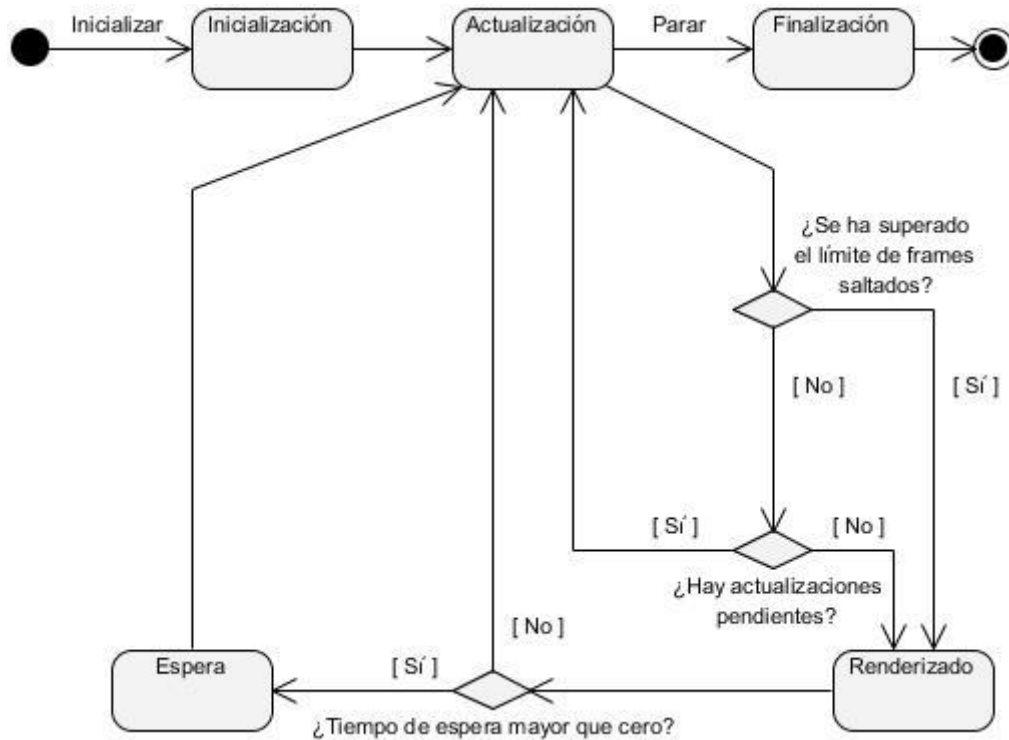 Inicializar
Inicialización
Actualización
Parar
Finalización
¿Se ha superado
el límite de frames
saltados?
[ No ]
[ Sí ]
[ Sí ]
[ No ]
¿Hay actualizaciones
pendientes?
[ No ]
Espera
[ Sí ]
Renderizado
¿Tiempo de espera mayor que cero?